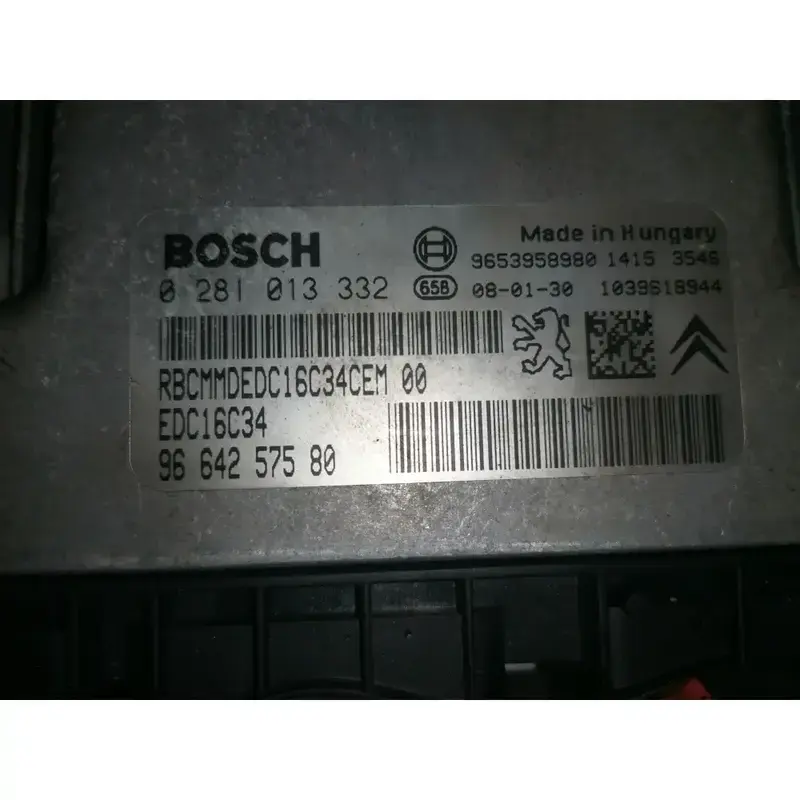 BOSCH
Made in Hungary
9653958980 1415 3546
0 281 013 332
65B 08-01-30 1039S18944
RBCMMDEDC16C34CEM 00
EDC16C34
96 642 575 80